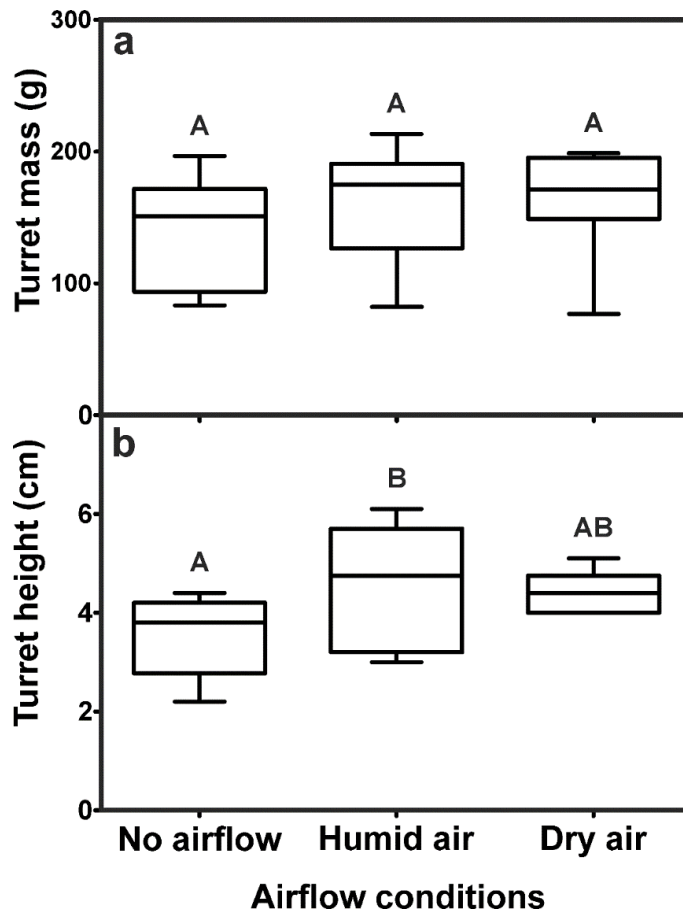 a
Turret mass (g)
300
200
100
0
A
A
A
b
Turret height (cm)
6
4
2
0
A
B
AB
No airflow
Humid air
Dry air
Airflow conditions